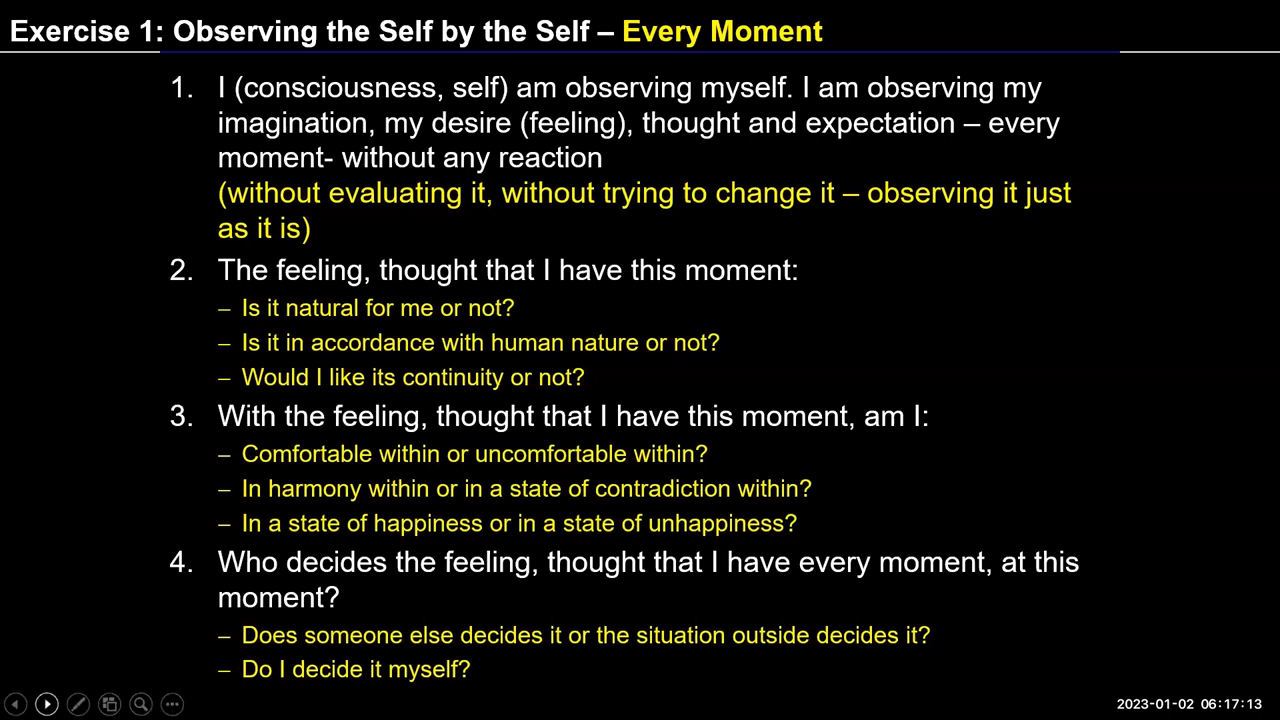 Exercise 1: Observing the Self by the Self – Every Moment
1. I (consciousness, self) am observing myself. I am observing my
imagination, my desire (feeling), thought and expectation – every
moment- without any reaction
(without evaluating it, without trying to change it – observing it just
as it is)
2. The feeling, thought that I have this moment:
– Is it natural for me or not?
– Is it in accordance with human nature or not?
– Would I like its continuity or not?
3. With the feeling, thought that I have this moment, am I:
– Comfortable within or uncomfortable within?
– In harmony within or in a state of contradiction within?
– In a state of happiness or in a state of unhappiness?
4. Who decides the feeling, thought that I have every moment, at this
moment?
– Does someone else decides it or the situation outside decides it?
– Do I decide it myself?
2023-01-02 06:17:13